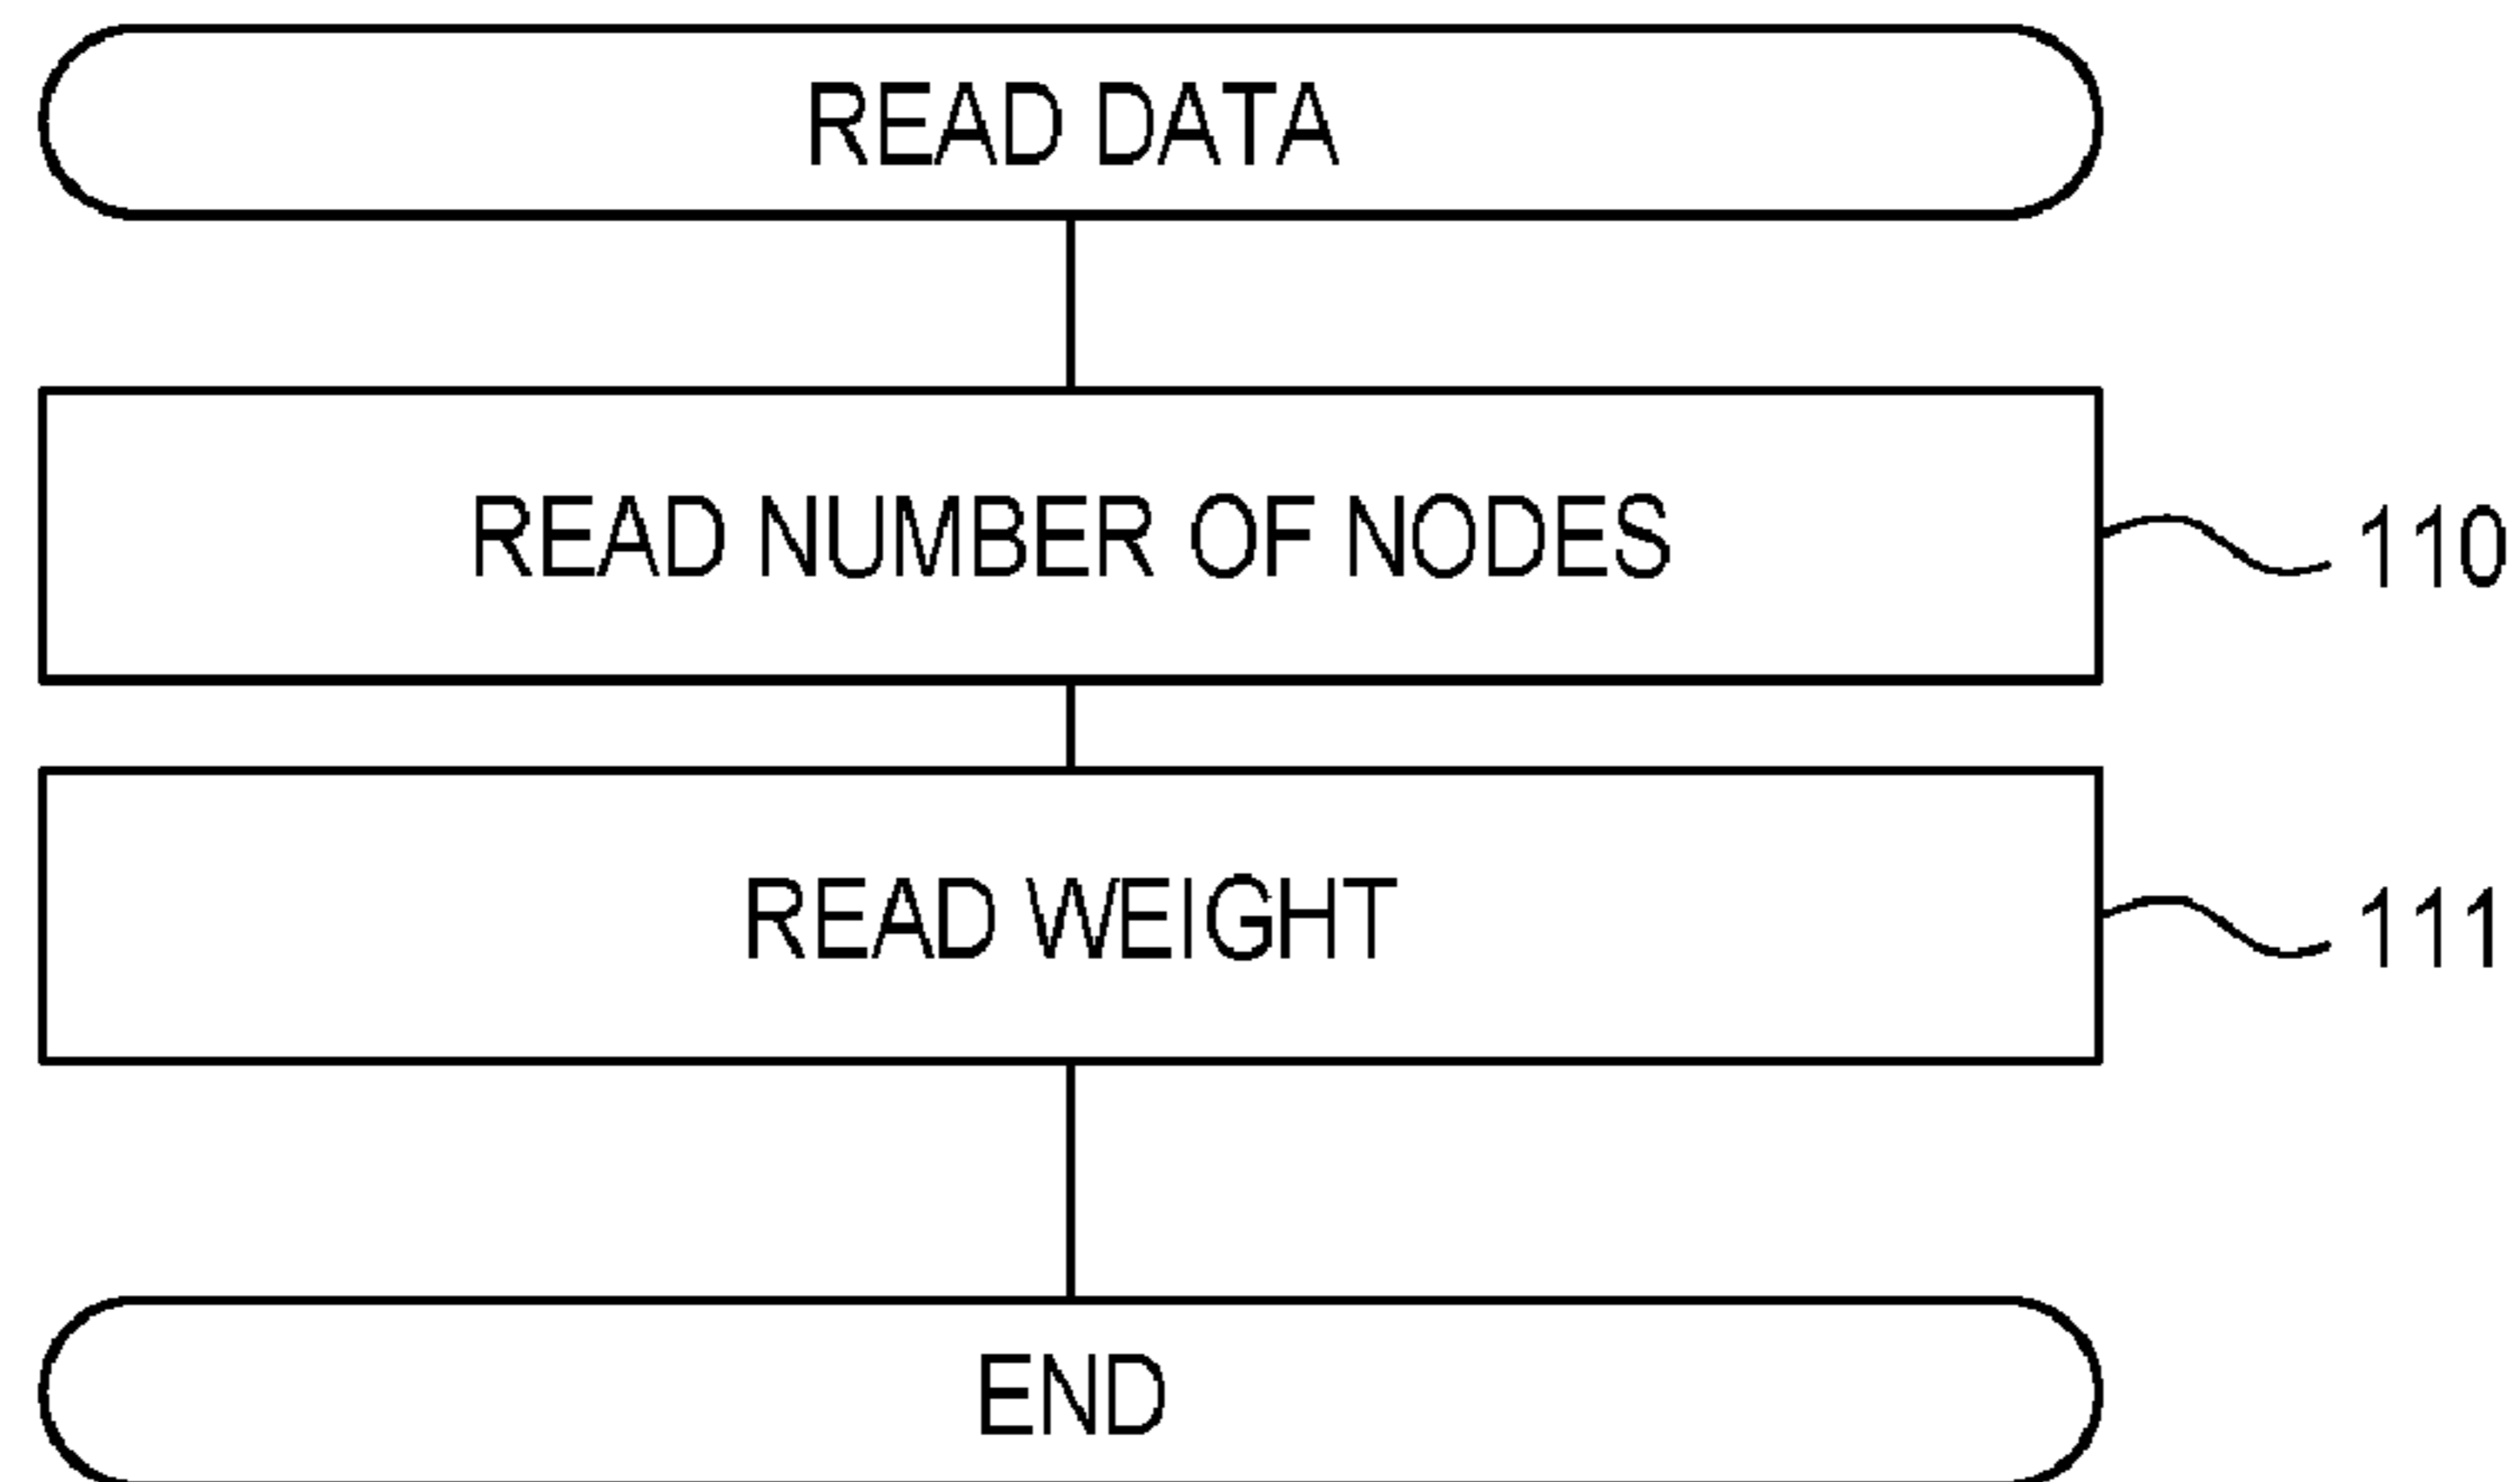 READ DATA
READ NUMBER OF NODES
110
READ WEIGHT
111
END